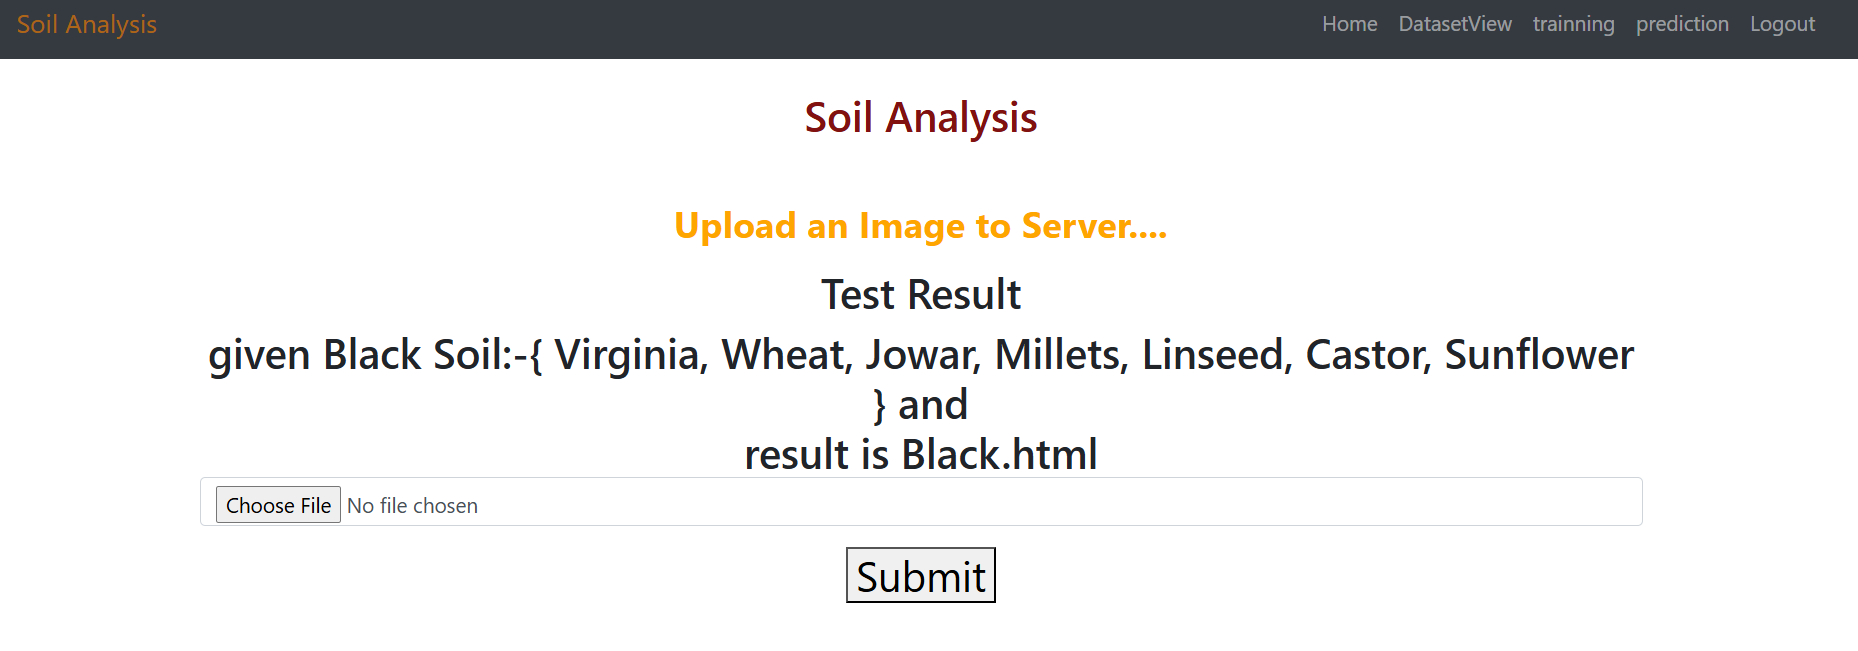 Soil Analysis
Home DatasetView trainning prediction Logout
Soil Analysis
Upload an Image to Server....
Test Result
given Black Soil:-{ Virginia, Wheat, Jowar, Millets, Linseed, Castor, Sunflower
} and
result is Black.html
Choose File No file chosen
Submit